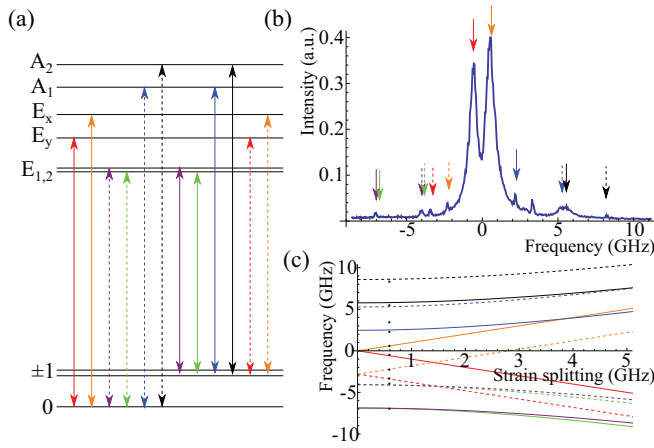 (a)
A2
A1
Ex
Ey
E1,2
±1
0
(b)
Intensity (a.u.)
0.4
0.3
0.2
0.1
-5
0
5
10
Frequency (GHz)
(c)
Frequency (GHz)
10
5
0
-5
-10
1
2
3
4
5
Strain splitting (GHz)